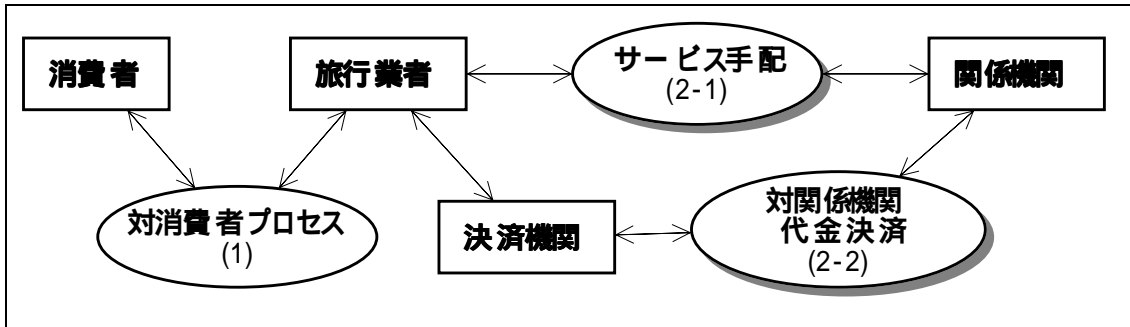 消費者
旅行業者
サービス手配
(2-1)
関係機関
対消費者プロセス
(1)
決済機関
対関係機関
代金決済
(2-2)